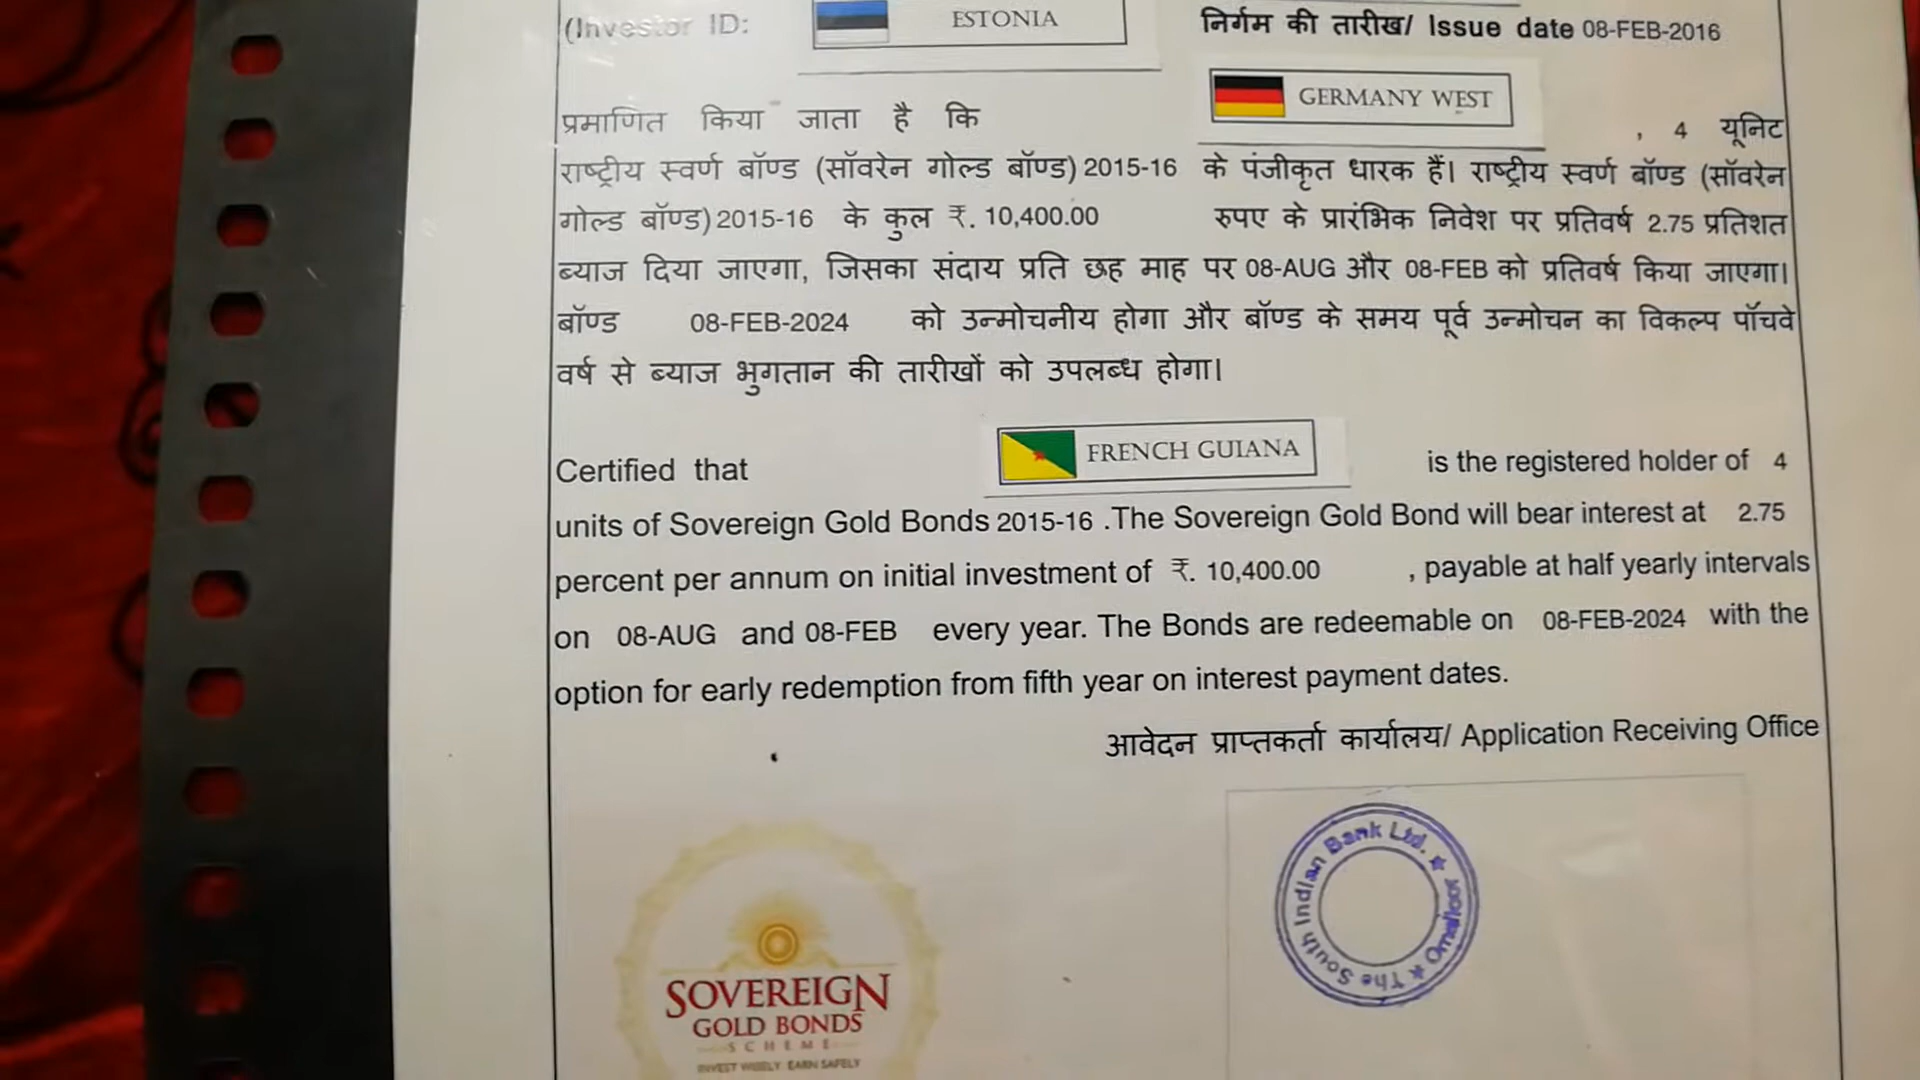 (Investor ID: ESTONIA निर्गम की तारीख/ Issue date 08-FEB-2016
GERMANY WEST
प्रमाणित किया जाता है कि , 4 यूनिट
राष्ट्रीय स्वर्ण बॉण्ड (सॉवरेन गोल्ड बॉण्ड) 2015-16 के पंजीकृत धारक हैं। राष्ट्रीय स्वर्ण बॉण्ड (सॉवरेन
गोल्ड बॉण्ड) 2015-16 के कुल ₹. 10,400.00 रुपए के प्रारंभिक निवेश पर प्रतिवर्ष 2.75 प्रतिशत
ब्याज दिया जाएगा, जिसका संदाय प्रति छह माह पर 08-AUG और 08-FEB को प्रतिवर्ष किया जाएगा।
बॉण्ड 08-FEB-2024 को उन्मोचनीय होगा और बॉण्ड के समय पूर्व उन्मोचन का विकल्प पॉचवे
वर्ष से ब्याज भुगतान की तारीखों को उपलब्ध होगा।
Certified that FRENCH GUIANA is the registered holder of 4
units of Sovereign Gold Bonds 2015-16 .The Sovereign Gold Bond will bear interest at 2.75
percent per annum on initial investment of ₹. 10,400.00 , payable at half yearly intervals
on 08-AUG and 08-FEB every year. The Bonds are redeemable on 08-FEB-2024 with the
option for early redemption from fifth year on interest payment dates.
आवेदन प्राप्तकर्ता कार्यालय/ Application Receiving Office
The South Indian Bank Ltd. ★ Omalloor ★
SOVEREIGN
GOLD BONDS
SCHEME
INVEST WISELY EARN SAFELY